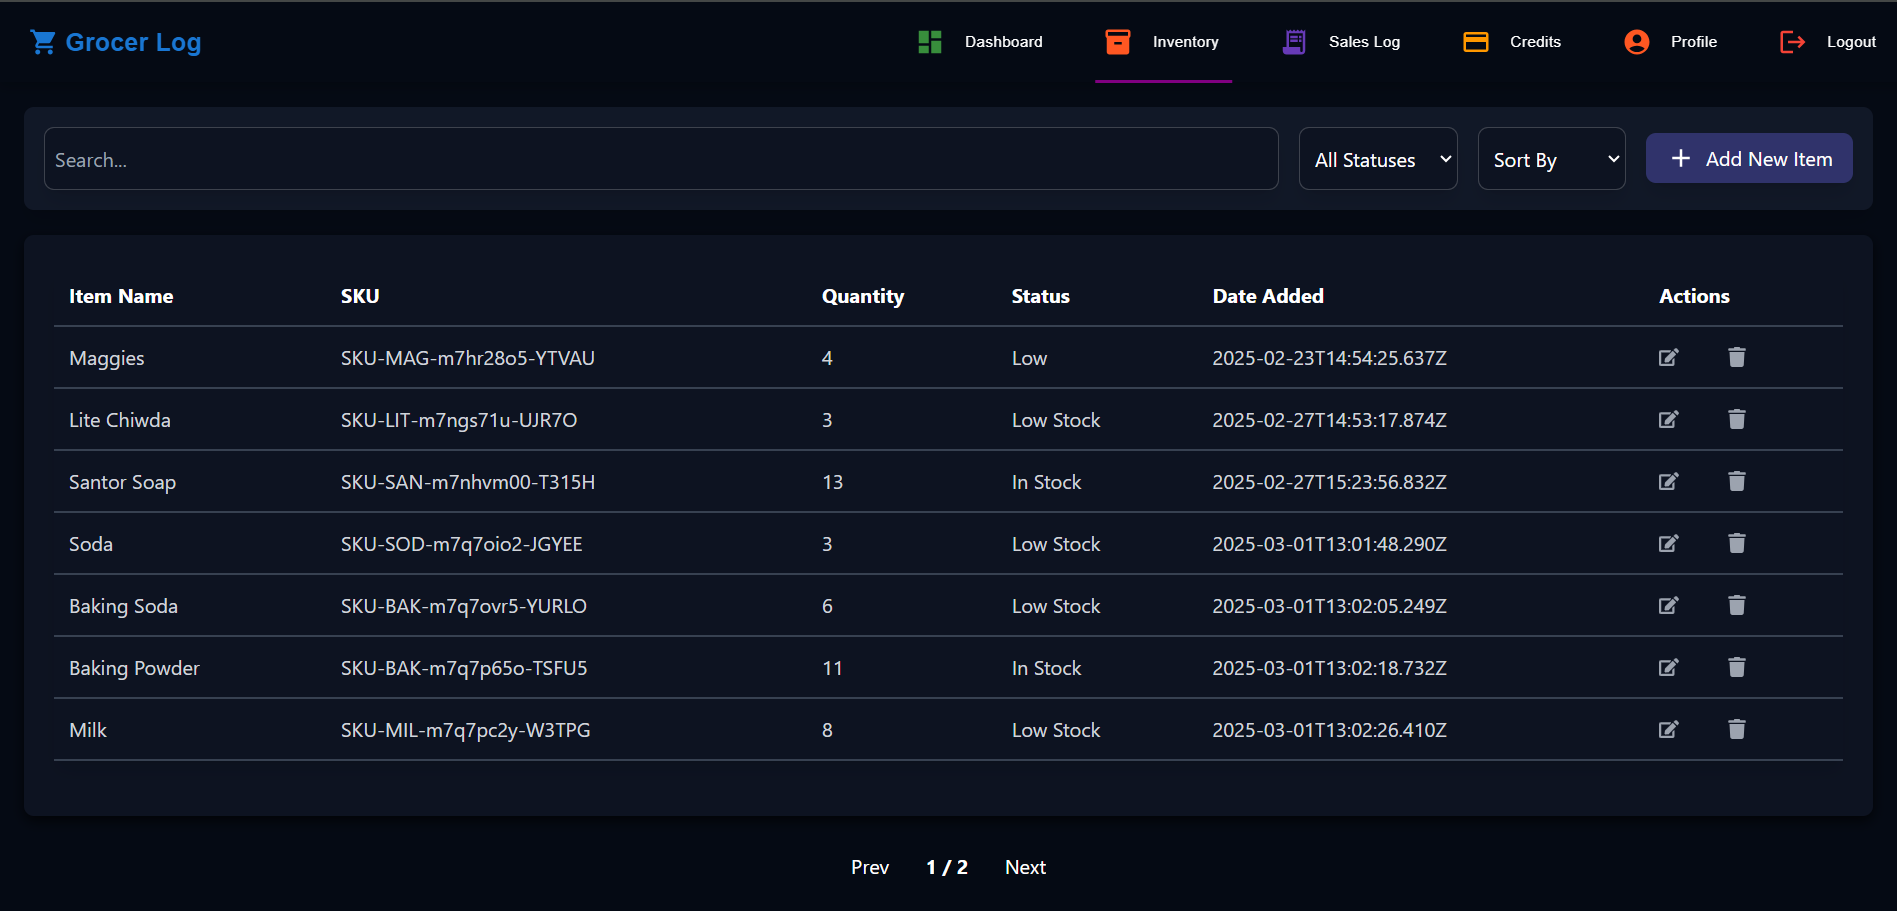 Grocer Log Dashboard Inventory Sales Log Credits Profile Logout
Search... All Statuses Sort By Add New Item
Item Name SKU Quantity Status Date Added Actions
Maggies SKU-MAG-m7hr28o5-YTVAU 4 Low 2025-02-23T14:54:25.637Z
Lite Chiwda SKU-LIT-m7ngs71u-UJR7O 3 Low Stock 2025-02-27T14:53:17.874Z
Santor Soap SKU-SAN-m7nhvm00-T315H 13 In Stock 2025-02-27T15:23:56.832Z
Soda SKU-SOD-m7q7oio2-JGYEE 3 Low Stock 2025-03-01T13:01:48.290Z
Baking Soda SKU-BAK-m7q7ovr5-YURLO 6 Low Stock 2025-03-01T13:02:05.249Z
Baking Powder SKU-BAK-m7q7p65o-TSFU5 11 In Stock 2025-03-01T13:02:18.732Z
Milk SKU-MIL-m7q7pc2y-W3TPG 8 Low Stock 2025-03-01T13:02:26.410Z
Prev 1 / 2 Next